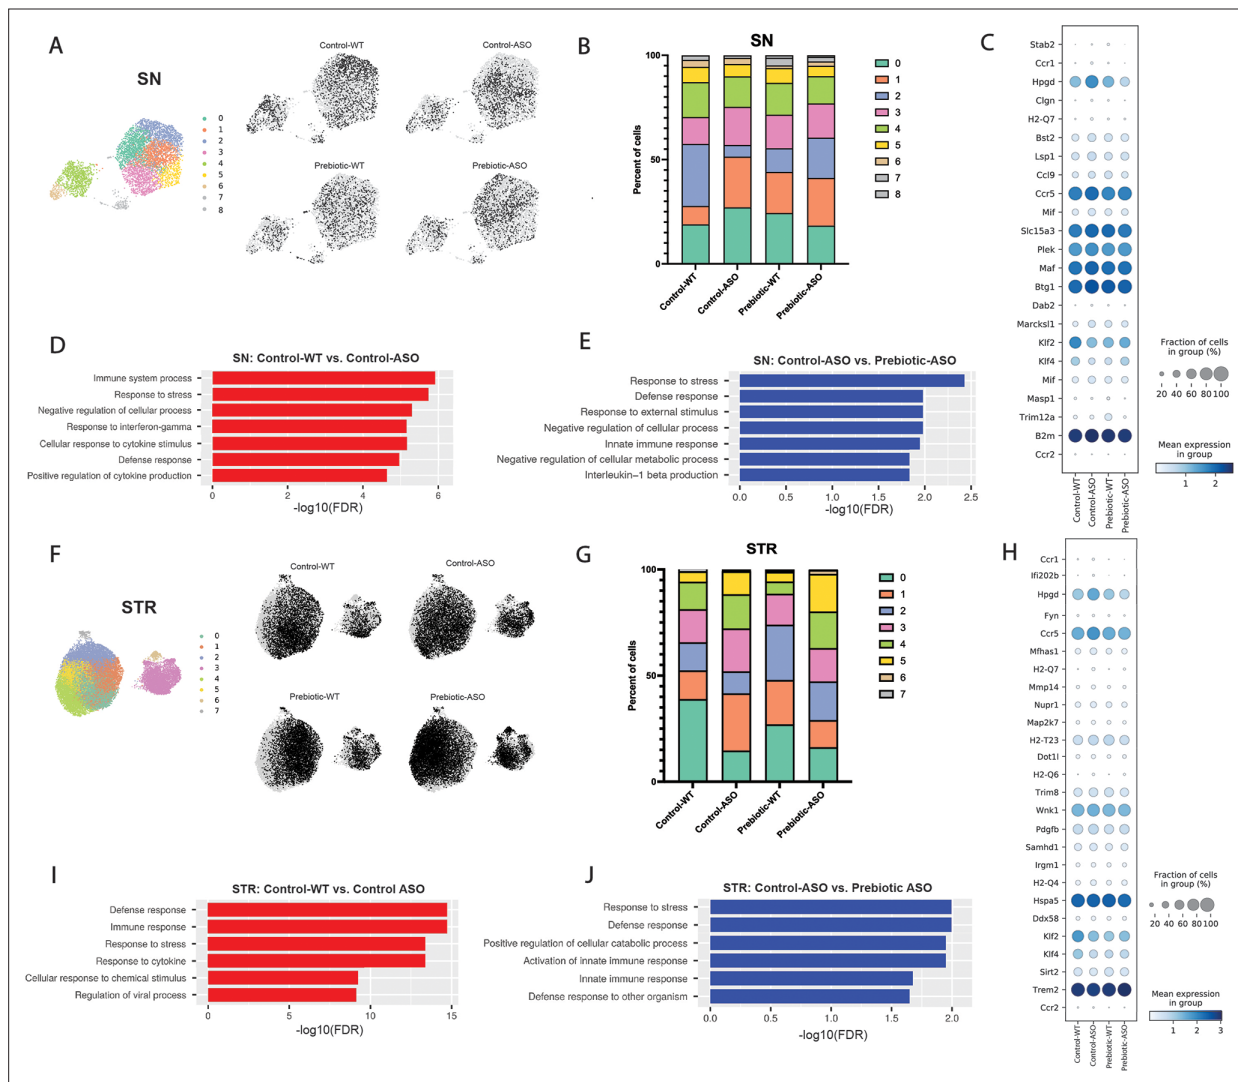 A
SN
Control-WT
Control-ASO
Prebiotic-WT
Prebiotic-ASO
0
1
2
3
4
5
6
7
8
B
SN
Percent of cells
100
50
0
Control-WT
Control-ASO
Prebiotic-WT
Prebiotic-ASO
0
1
2
3
4
5
6
7
8
C
Stab2
Ccr1
Hpgd
Clgn
H2-Q7
Bst2
Lsp1
Ccl9
Ccr5
Mif
Slc15a3
Plek
Maf
Btg1
Dab2
Marcksl1
Klf2
Klf4
Mif
Masp1
Trim12a
B2m
Ccr2
Control-WT
Control-ASO
Prebiotic-WT
Prebiotic-ASO
Fraction of cells
in group (%)
20 40 60 80 100
Mean expression
in group
1 2
D
SN: Control-WT vs. Control-ASO
Immune system process
Response to stress
Negative regulation of cellular process
Response to interferon-gamma
Cellular response to cytokine stimulus
Defense response
Positive regulation of cytokine production
0 2 4 6
-log10(FDR)
E
SN: Control-ASO vs. Prebiotic-ASO
Response to stress
Defense response
Response to external stimulus
Negative regulation of cellular process
Innate immune response
Negative regulation of cellular metabolic process
Interleukin−1 beta production
0.0 0.5 1.0 1.5 2.0 2.5
-log10(FDR)
F
STR
Control-WT
Control-ASO
Prebiotic-WT
Prebiotic-ASO
0
1
2
3
4
5
6
7
G
STR
Percent of cells
100
50
0
Control-WT
Control-ASO
Prebiotic-WT
Prebiotic-ASO
0
1
2
3
4
5
6
7
H
Ccr1
Ifi202b
Hpgd
Fyn
Ccr5
Mfhas1
H2-Q7
Mmp14
Nupr1
Map2k7
H2-T23
Dot1l
H2-Q6
Trim8
Wnk1
Pdgfb
Samhd1
Irgm1
H2-Q4
Hspa5
Ddx58
Klf2
Klf4
Sirt2
Trem2
Ccr2
Control-WT
Control-ASO
Prebiotic-WT
Prebiotic-ASO
Fraction of cells
in group (%)
20 40 60 80 100
Mean expression
in group
1 2 3
I
STR: Control-WT vs. Control ASO
Defense response
Immune response
Response to stress
Response to cytokine
Cellular response to chemical stimulus
Regulation of viral process
0 5 10 15
-log10(FDR)
J
STR: Control-ASO vs. Prebiotic ASO
Response to stress
Defense response
Positive regulation of cellular catabolic process
Activation of innate immune response
Innate immune response
Defense response to other organism
0.0 0.5 1.0 1.5 2.0
-log10(FDR)